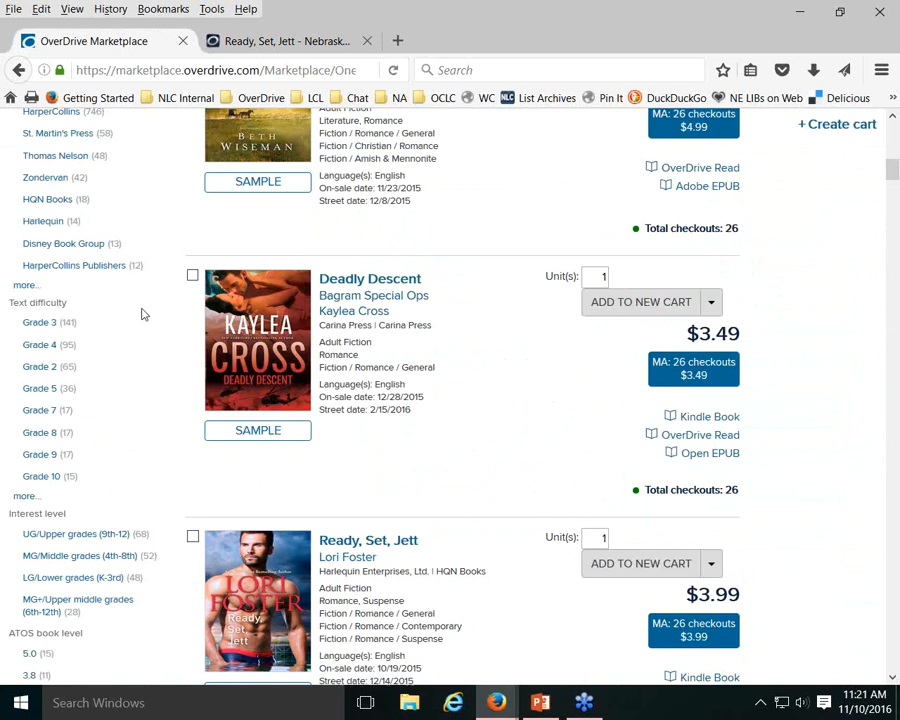 File Edit View History Bookmarks Tools Help
OverDrive Marketplace
Ready, Set, Jett - Nebrask...
https://marketplace.overdrive.com/Marketplace/One
Search
Getting Started NLC Internal OverDrive LCL Chat NA OCLC WC NLC List Archives Pin It DuckDuckGo NE LIBs on Web Delicious
+ Create cart
HarperCollins (746)
St. Martin's Press (58)
Thomas Nelson (48)
Zondervan (42)
HQN Books (18)
Harlequin (14)
Disney Book Group (13)
HarperCollins Publishers (12)
more...
Text difficulty
Grade 3 (141)
Grade 4 (95)
Grade 2 (65)
Grade 5 (36)
Grade 7 (17)
Grade 8 (17)
Grade 9 (17)
Grade 10 (15)
more...
Interest level
UG/Upper grades (9th-12) (68)
MG/Middle grades (4th-8th) (52)
LG/Lower grades (K-3rd) (48)
MG+/Upper middle grades
(6th-12th) (28)
ATOS book level
5.0 (15)
3.8 (11)
BETH
WISEMAN
SAMPLE
Adult Fiction
Literature, Romance
Fiction / Romance / General
Fiction / Christian / Romance
Fiction / Amish & Mennonite
Language(s): English
On-sale date: 11/23/2015
Street date: 12/8/2015
MA: 26 checkouts
$4.99
OverDrive Read
Adobe EPUB
Total checkouts: 26
KAYLEA
CROSS
DEADLY DESCENT
SAMPLE
Deadly Descent
Bagram Special Ops
Kaylea Cross
Carina Press | Carina Press
Adult Fiction
Romance
Fiction / Romance / General
Language(s): English
On-sale date: 12/28/2015
Street date: 2/15/2016
Unit(s): 1
ADD TO NEW CART
$3.49
MA: 26 checkouts
$3.49
Kindle Book
OverDrive Read
Open EPUB
Total checkouts: 26
LORI
FOSTER
Ready,
Set,
Jett
Ready, Set, Jett
Lori Foster
Harlequin Enterprises, Ltd. | HQN Books
Adult Fiction
Romance, Suspense
Fiction / Romance / General
Fiction / Romance / Contemporary
Fiction / Romance / Suspense
Language(s): English
On-sale date: 10/19/2015
Street date: 12/14/2015
Unit(s): 1
ADD TO NEW CART
$3.99
MA: 26 checkouts
$3.99
Kindle Book
Search Windows
11:21 AM
11/10/2016